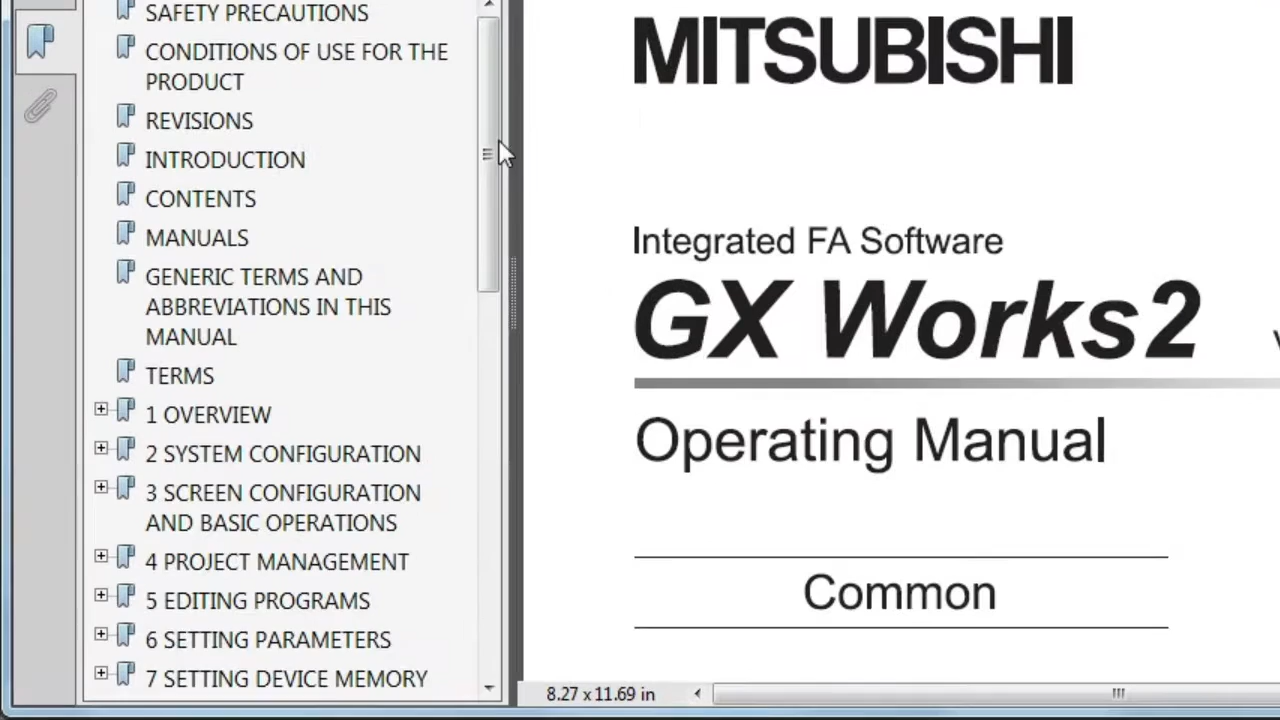 SAFETY PRECAUTIONS
CONDITIONS OF USE FOR THE
PRODUCT
REVISIONS
INTRODUCTION
CONTENTS
MANUALS
GENERIC TERMS AND
ABBREVIATIONS IN THIS
MANUAL
TERMS
1 OVERVIEW
2 SYSTEM CONFIGURATION
3 SCREEN CONFIGURATION
AND BASIC OPERATIONS
4 PROJECT MANAGEMENT
5 EDITING PROGRAMS
6 SETTING PARAMETERS
7 SETTING DEVICE MEMORY
MITSUBISHI
Integrated FA Software
GX Works2
Operating Manual
Common
8.27 x 11.69 in